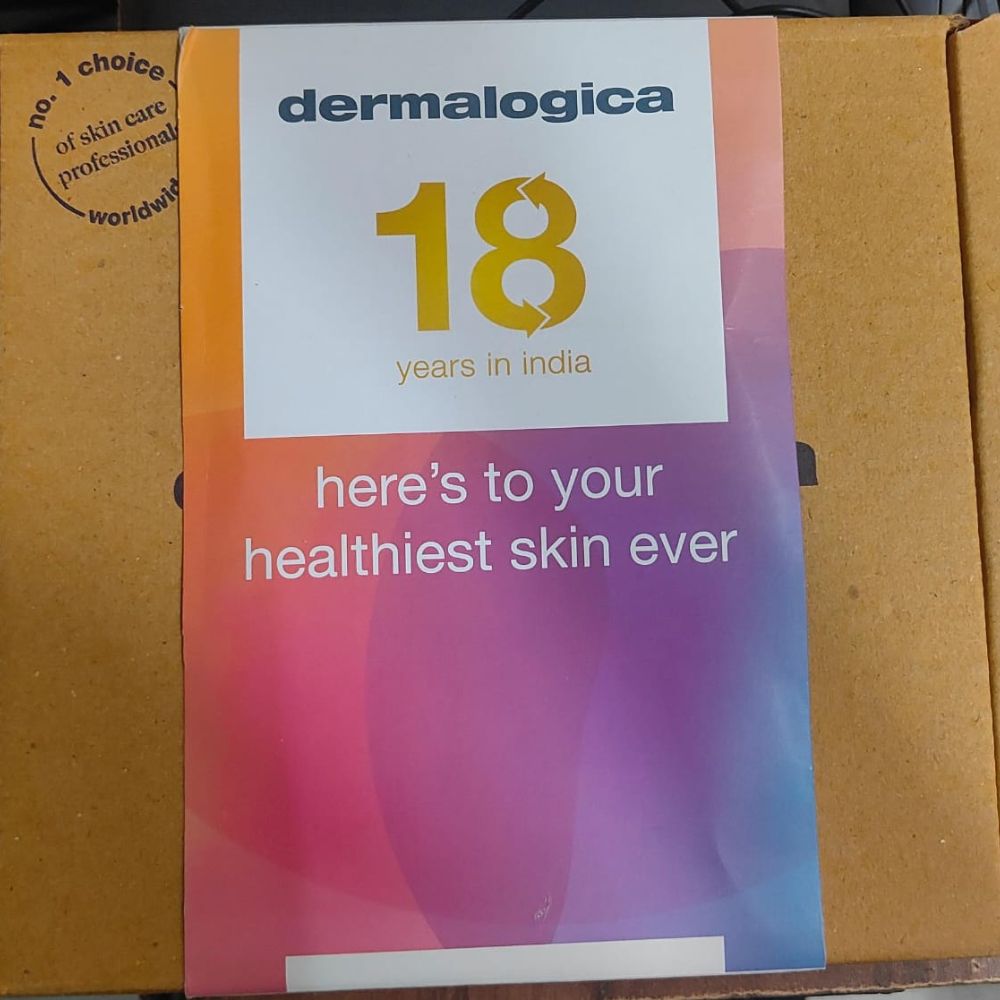 no. 1 choice
of skin care
professional
worldwid
dermalogica
18
years in india
here's to your
healthiest skin ever